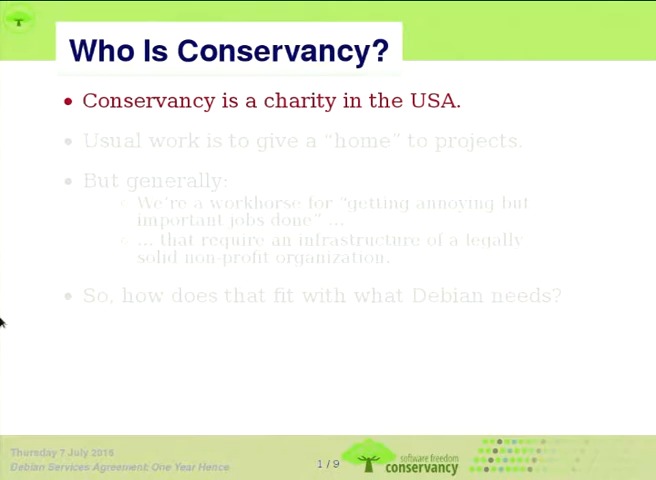 Who Is Conservancy?
• Conservancy is a charity in the USA.
• Usual work is to give a “home” to projects.
• But generally:
◦ We’re a workhorse for “getting annoying but
important jobs done” ...
◦ ... that require an infrastructure of a legally
solid non-profit organization.
• So, how does that fit with what Debian needs?
Thursday 7 July 2016
Debian Services Agreement: One Year Hence
1 / 9
software freedom
conservancy